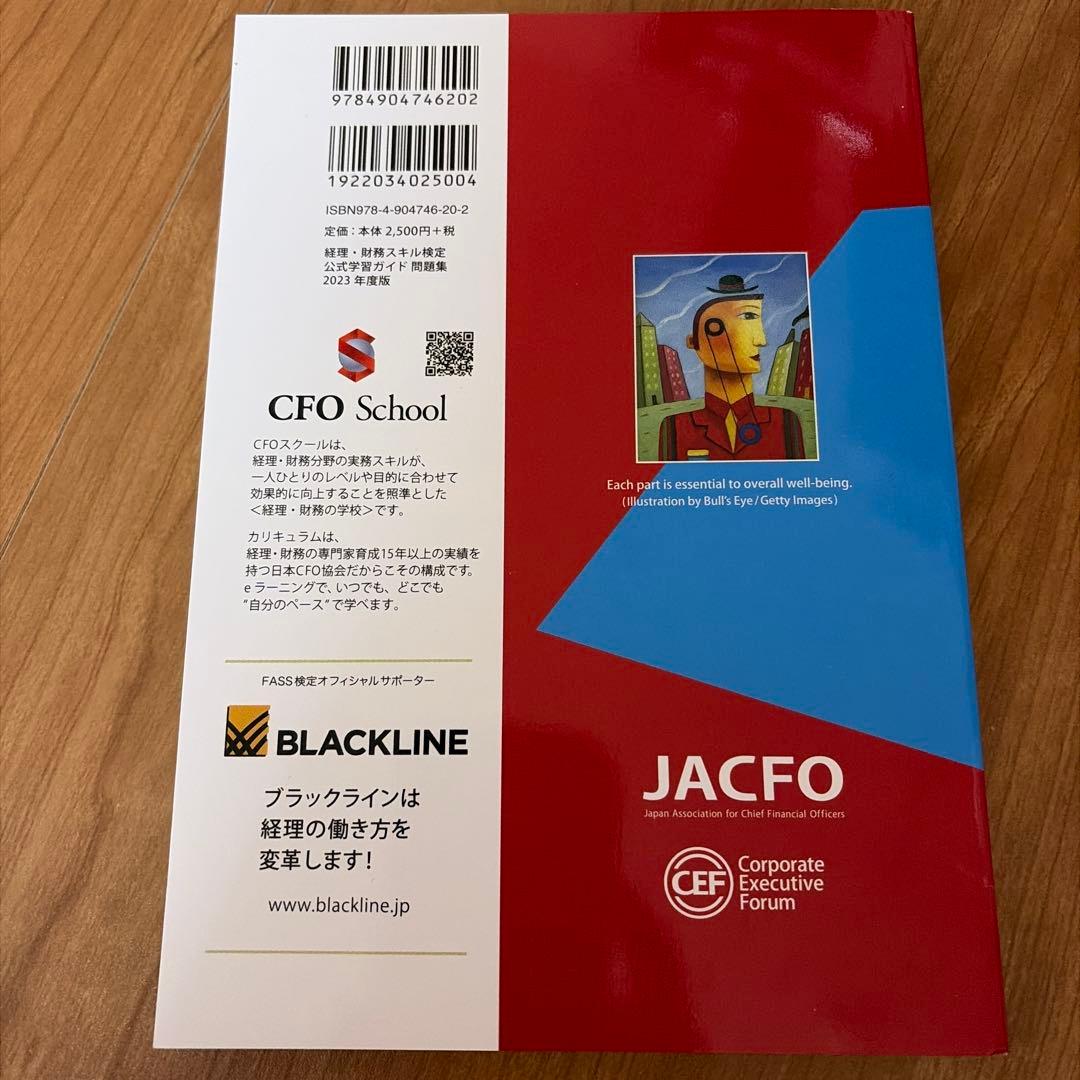 9784904746202
1922034025004
ISBN978-4-904746-20-2
定価:本体 2,500円+税
経理・財務スキル検定
公式学習ガイド 問題集
2023 年度版
S
CFO School
CFOスクールは、
経理・財務分野の実務スキルが、
一人ひとりのレベルや目的に合わせて
効果的に向上することを照準とした
<経理・財務の学校>です。
カリキュラムは、
経理・財務の専門家育成15年以上の実績を
持つ日本CFO協会だからこその構成です。
e ラーニングで、いつでも、どこでも
“自分のペース”で学べます。
FASS検定オフィシャルサポーター
BLACKLINE
ブラックラインは
経理の働き方を
変革します!
www.blackline.jp
Each part is essential to overall well-being.
(Illustration by Bull's Eye/Getty Images)
JACFO
Japan Association for Chief Financial Officers
CEF
Corporate
Executive
Forum